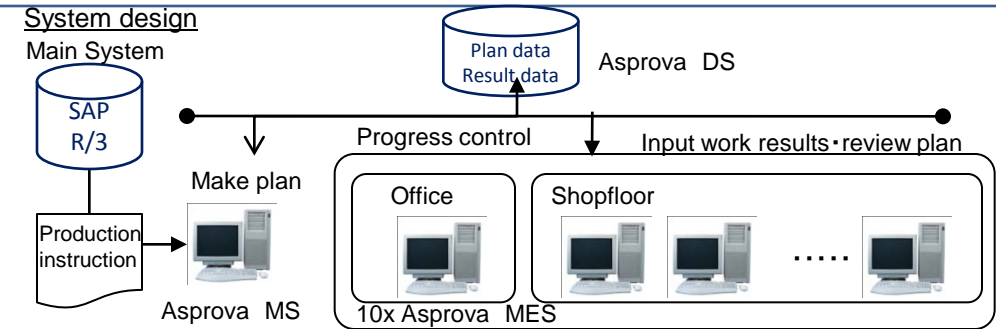 System design
Main System
SAP
R/3
Plan data
Result data
Asprova DS
Progress control
Input work results・review plan
Make plan
Office
Shopfloor
Production
instruction
・・・・・
Asprova MS
10x Asprova MES